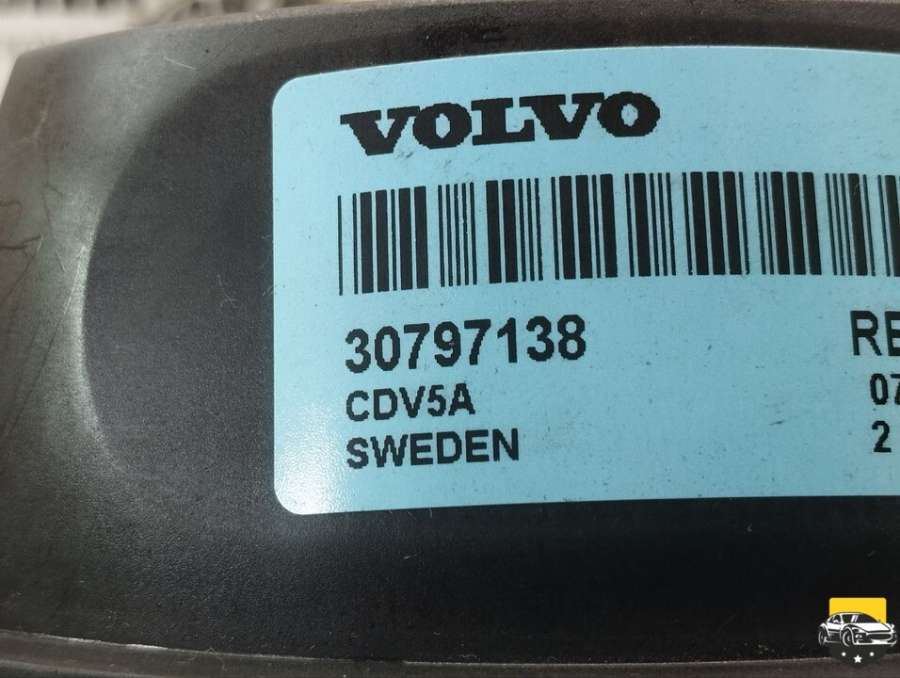 VOLVO
30797138
RE
CDV5A
07
SWEDEN
2